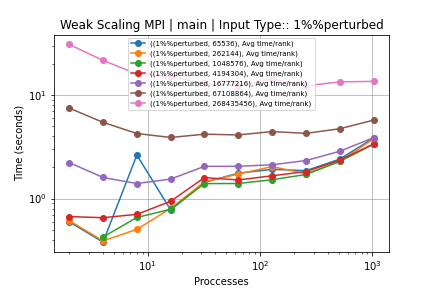 Weak Scaling MPI | main | Input Type:: 1%%perturbed
((1%%perturbed, 65536), Avg time/rank)
((1%%perturbed, 262144), Avg time/rank)
((1%%perturbed, 1048576), Avg time/rank)
((1%%perturbed, 4194304), Avg time/rank)
((1%%perturbed, 16777216), Avg time/rank)
((1%%perturbed, 67108864), Avg time/rank)
((1%%perturbed, 268435456), Avg time/rank)
Time (seconds)
10¹
10⁰
10¹ 10² 10³
Proccesses